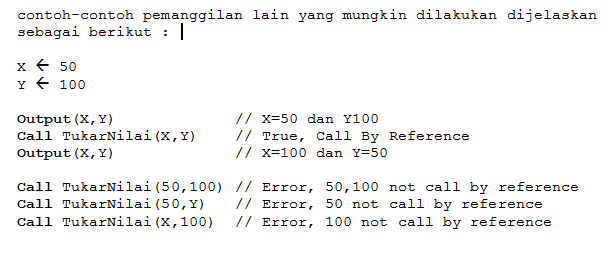 contoh-contoh pemanggilan lain yang mungkin dilakukan dijelaskan
sebagai berikut :
X ← 50
Y ← 100
Output(X,Y) // X=50 dan Y100
Call TukarNilai(X,Y) // True, Call By Reference
Output(X,Y) // X=100 dan Y=50
Call TukarNilai(50,100) // Error, 50,100 not call by reference
Call TukarNilai(50,Y) // Error, 50 not call by reference
Call TukarNilai(X,100) // Error, 100 not call by reference